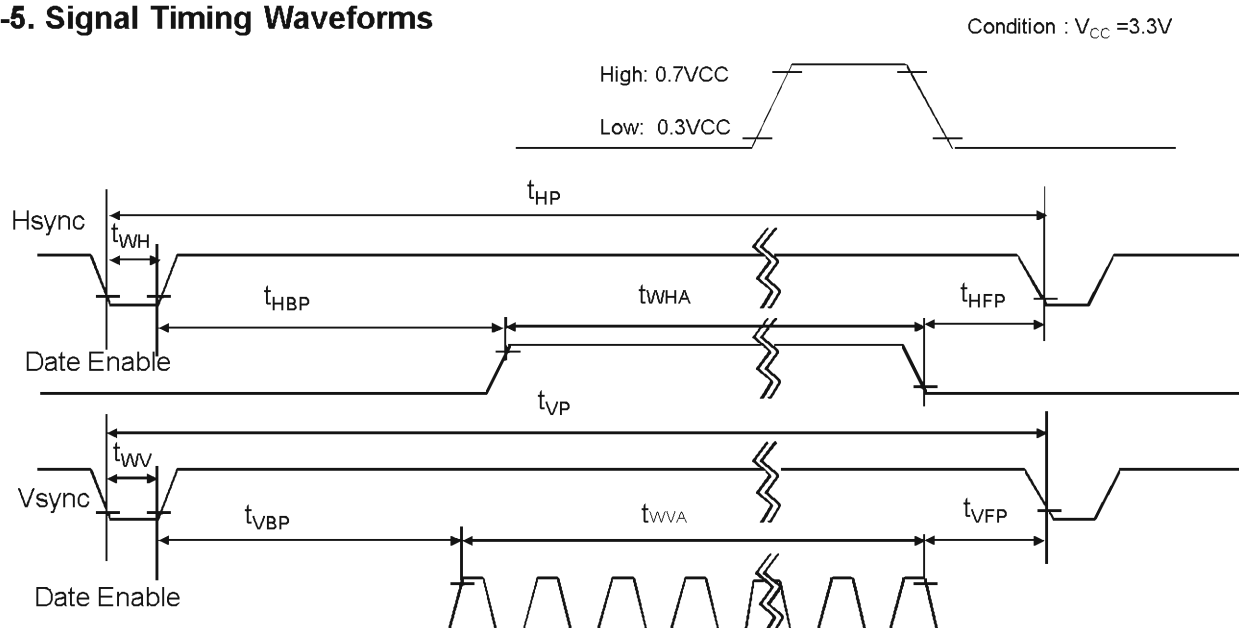 -5. Signal Timing Waveforms
Condition : VCC =3.3V
High: 0.7VCC
Low: 0.3VCC
tHP
Hsync
tWH
tHBP
tWHA
tHFP
Date Enable
tVP
tWV
Vsync
tVBP
tWVA
tVFP
Date Enable